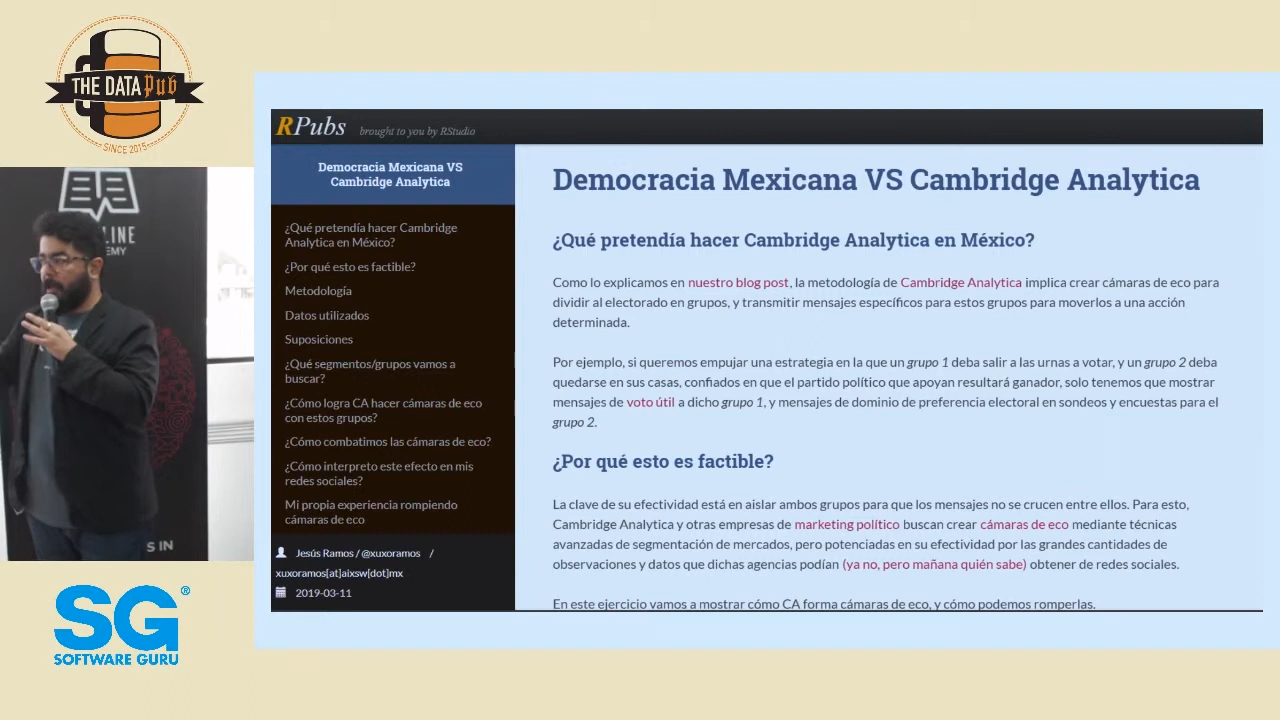 THE DATA Pub
SINCE 2015
LINE
EMY
S IN
SG®
SOFTWARE GURU
RPubs brought to you by RStudio
Democracia Mexicana VS
Cambridge Analytica
¿Qué pretendía hacer Cambridge
Analytica en México?
¿Por qué esto es factible?
Metodología
Datos utilizados
Suposiciones
¿Qué segmentos/grupos vamos a
buscar?
¿Cómo logra CA hacer cámaras de eco
con estos grupos?
¿Cómo combatimos las cámaras de eco?
¿Cómo interpreto este efecto en mis
redes sociales?
Mi propia experiencia rompiendo
cámaras de eco
Jesús Ramos / @xuxoramos /
xuxoramos[at]aixsw[dot]mx
2019-03-11
Democracia Mexicana VS Cambridge Analytica
¿Qué pretendía hacer Cambridge Analytica en México?
Como lo explicamos en nuestro blog post, la metodología de Cambridge Analytica implica crear cámaras de eco para
dividir al electorado en grupos, y transmitir mensajes específicos para estos grupos para moverlos a una acción
determinada.
Por ejemplo, si queremos empujar una estrategia en la que un grupo 1 deba salir a las urnas a votar, y un grupo 2 deba
quedarse en sus casas, confiados en que el partido político que apoyan resultará ganador, solo tenemos que mostrar
mensajes de voto útil a dicho grupo 1, y mensajes de dominio de preferencia electoral en sondeos y encuestas para el
grupo 2.
¿Por qué esto es factible?
La clave de su efectividad está en aislar ambos grupos para que los mensajes no se crucen entre ellos. Para esto,
Cambridge Analytica y otras empresas de marketing político buscan crear cámaras de eco mediante técnicas
avanzadas de segmentación de mercados, pero potenciadas en su efectividad por las grandes cantidades de
observaciones y datos que dichas agencias podían (ya no, pero mañana quién sabe) obtener de redes sociales.
En este ejercicio vamos a mostrar cómo CA forma cámaras de eco, y cómo podemos romperlas.